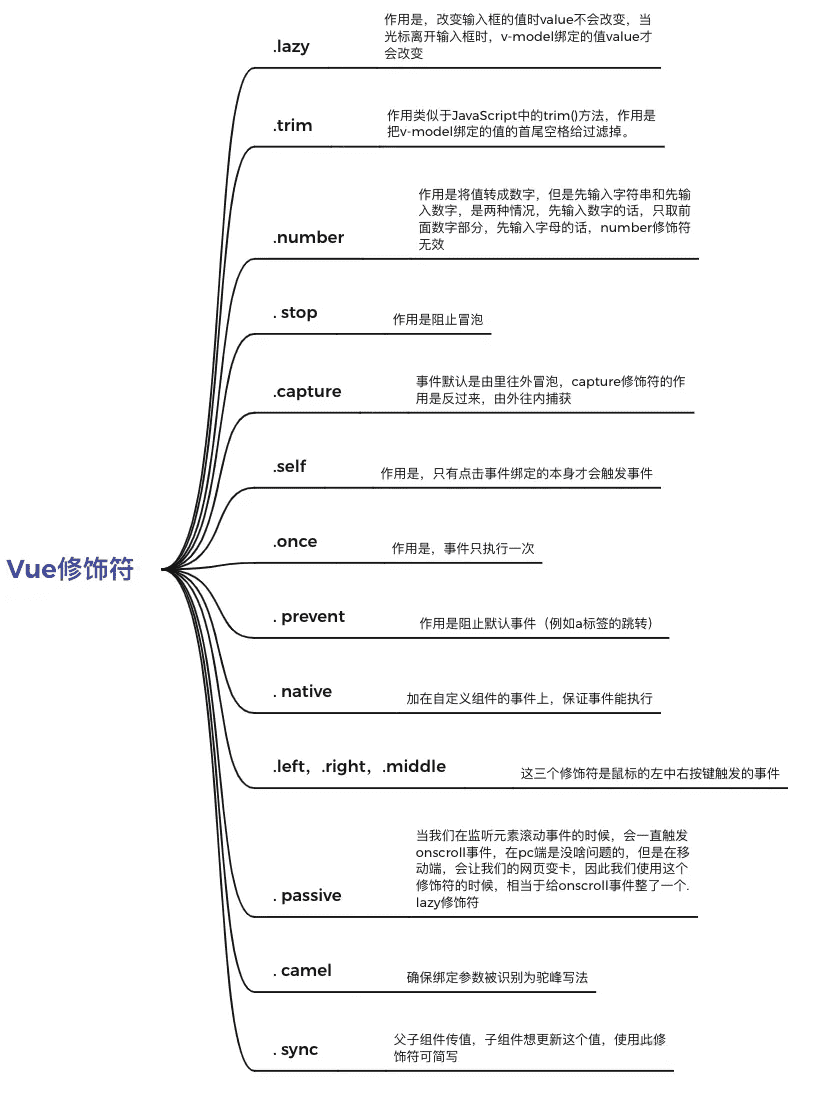 作用是，改变输入框的值时value不会改变，当
光标离开输入框时，v-model绑定的值value才
会改变
.lazy
作用类似于JavaScript中的trim()方法，作用是
把v-model绑定的值的首尾空格给过滤掉。
.trim
作用是将值转成数字，但是先输入字符串和先输
入数字，是两种情况，先输入数字的话，只取前
面数字部分，先输入字母的话，number修饰符
无效
.number
. stop
作用是阻止冒泡
事件默认是由里往外冒泡，capture修饰符的作
用是反过来，由外往内捕获
.capture
.self
作用是，只有点击事件绑定的本身才会触发事件
.once
作用是，事件只执行一次
Vue修饰符
. prevent
作用是阻止默认事件（例如a标签的跳转）
. native
加在自定义组件的事件上，保证事件能执行
.left，.right，.middle
这三个修饰符是鼠标的左中右按键触发的事件
当我们在监听元素滚动事件的时候，会一直触发
onscroll事件，在pc端是没啥问题的，但是在移
动端，会让我们的网页变卡，因此我们使用这个
修饰符的时候，相当于给onscroll事件整了一个.
lazy修饰符
. passive
. camel
确保绑定参数被识别为驼峰写法
父子组件传值，子组件想更新这个值，使用此修
饰符可简写
. sync